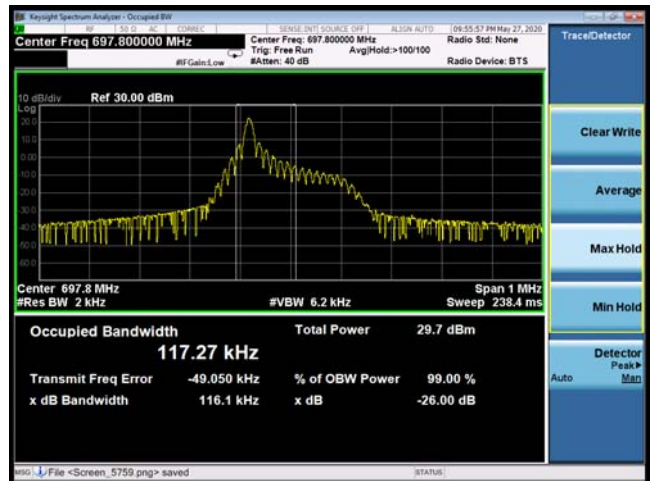 Keysight Spectrum Analyzer - Occupied BW
RF 50 Ω AC CORREC SENSE:INT SOURCE OFF ALIGN AUTO 09:55:57 PM May 27, 2020
Center Freq 697.800000 MHz
Center Freq: 697.800000 MHz
Radio Std: None
Trig: Free Run Avg|Hold:>100/100
#IFGain:Low
#Atten: 40 dB
Radio Device: BTS
Trace/Detector
10 dB/div Ref 30.00 dBm
Log
20.0
10.0
0.00
-10.0
-20.0
-30.0
-40.0
-50.0
-60.0
Center 697.8 MHz
Span 1 MHz
#Res BW 2 kHz
#VBW 6.2 kHz
Sweep 238.4 ms
Occupied Bandwidth
117.27 kHz
Total Power 29.7 dBm
Transmit Freq Error -49.050 kHz
% of OBW Power 99.00 %
x dB Bandwidth 116.1 kHz
x dB -26.00 dB
Clear Write
Average
Max Hold
Min Hold
Detector
Peak▶
Auto Man
MSG File <Screen_5759.png> saved
STATUS